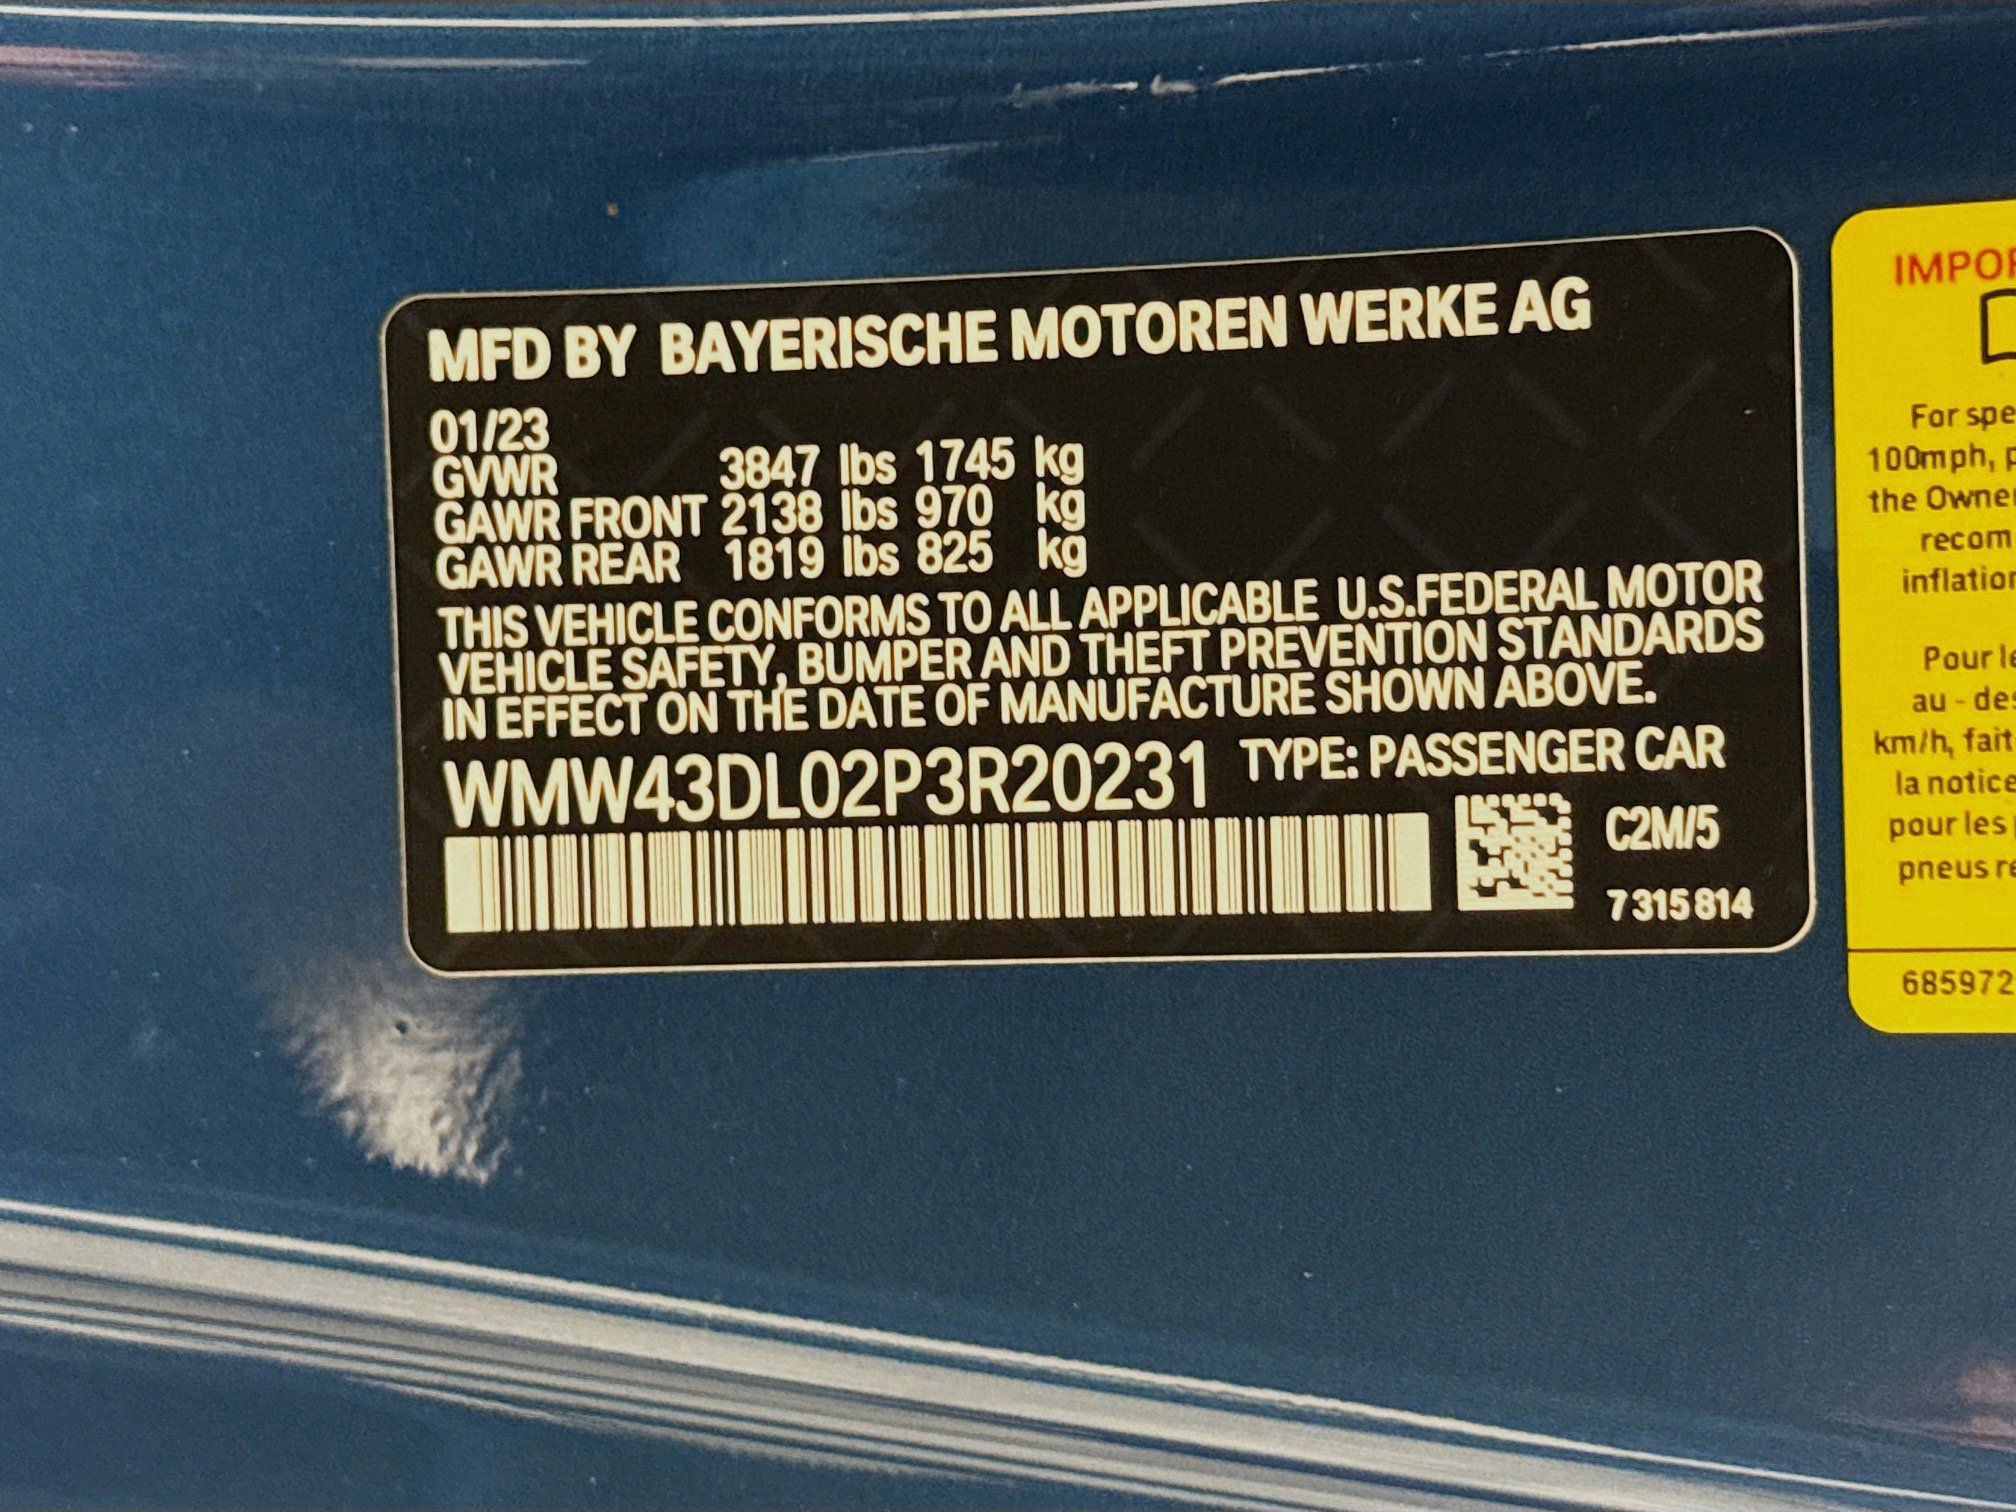 MFD BY BAYERISCHE MOTOREN WERKE AG
01/23
GVWR 3847 lbs 1745 kg
GAWR FRONT 2138 lbs 970 kg
GAWR REAR 1819 lbs 825 kg
THIS VEHICLE CONFORMS TO ALL APPLICABLE U.S.FEDERAL MOTOR
VEHICLE SAFETY, BUMPER AND THEFT PREVENTION STANDARDS
IN EFFECT ON THE DATE OF MANUFACTURE SHOWN ABOVE.
WMW43DL02P3R20231 TYPE: PASSENGER CAR
C2M/5
7 315 814
IMPOR
For spe
100mph, p
the Owne
recom
inflation
Pour le
au - des
km/h, fait
la notice
pour les
pneus re
685972